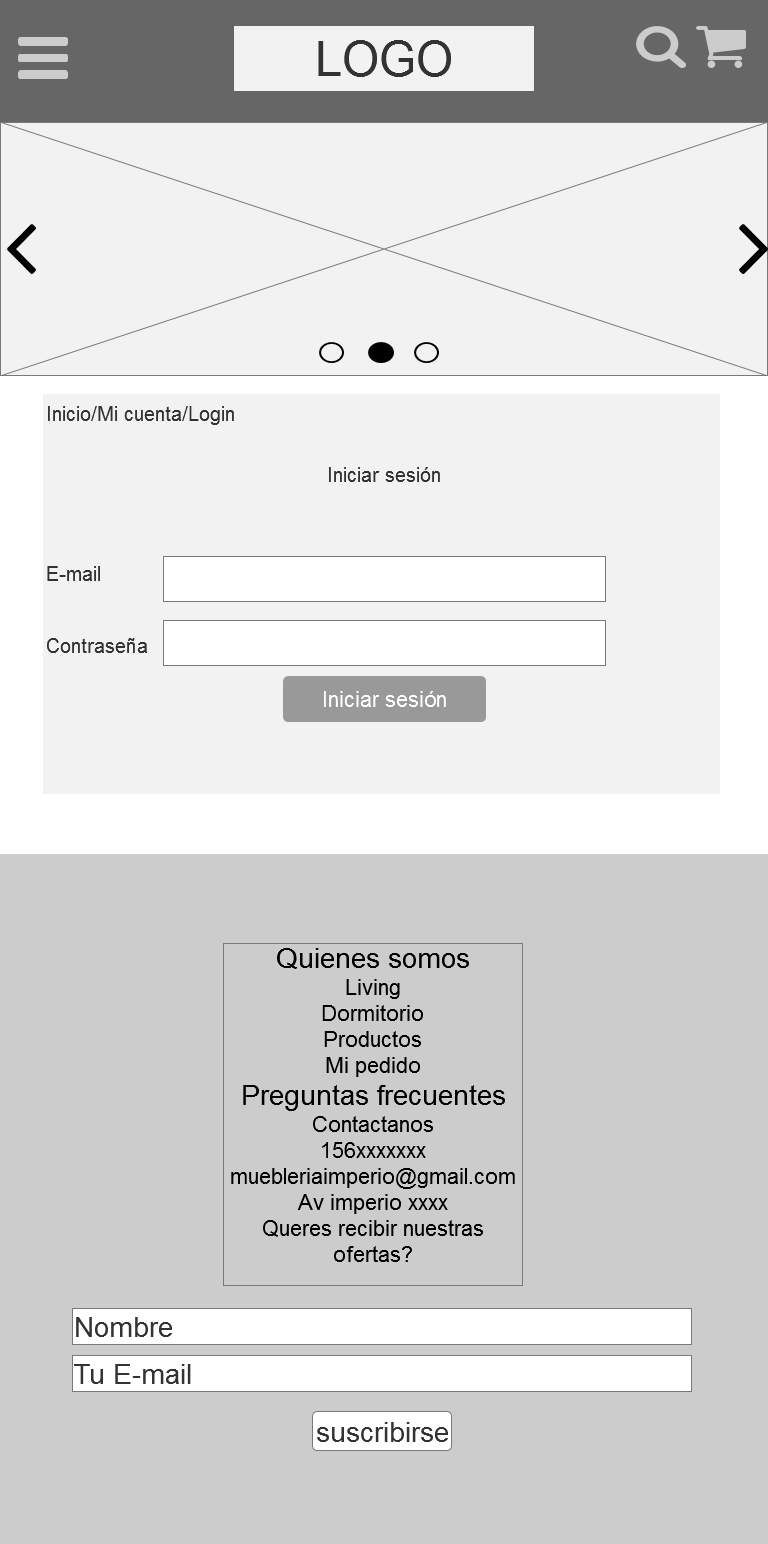 LOGO
Inicio/Mi cuenta/Login
Iniciar sesión
E-mail
Contraseña
Iniciar sesión
Quienes somos
Living
Dormitorio
Productos
Mi pedido
Preguntas frecuentes
Contactanos
156xxxxxxx
muebleriaimperio@gmail.com
Av imperio xxxx
Queres recibir nuestras
ofertas?
Nombre
Tu E-mail
suscribirse